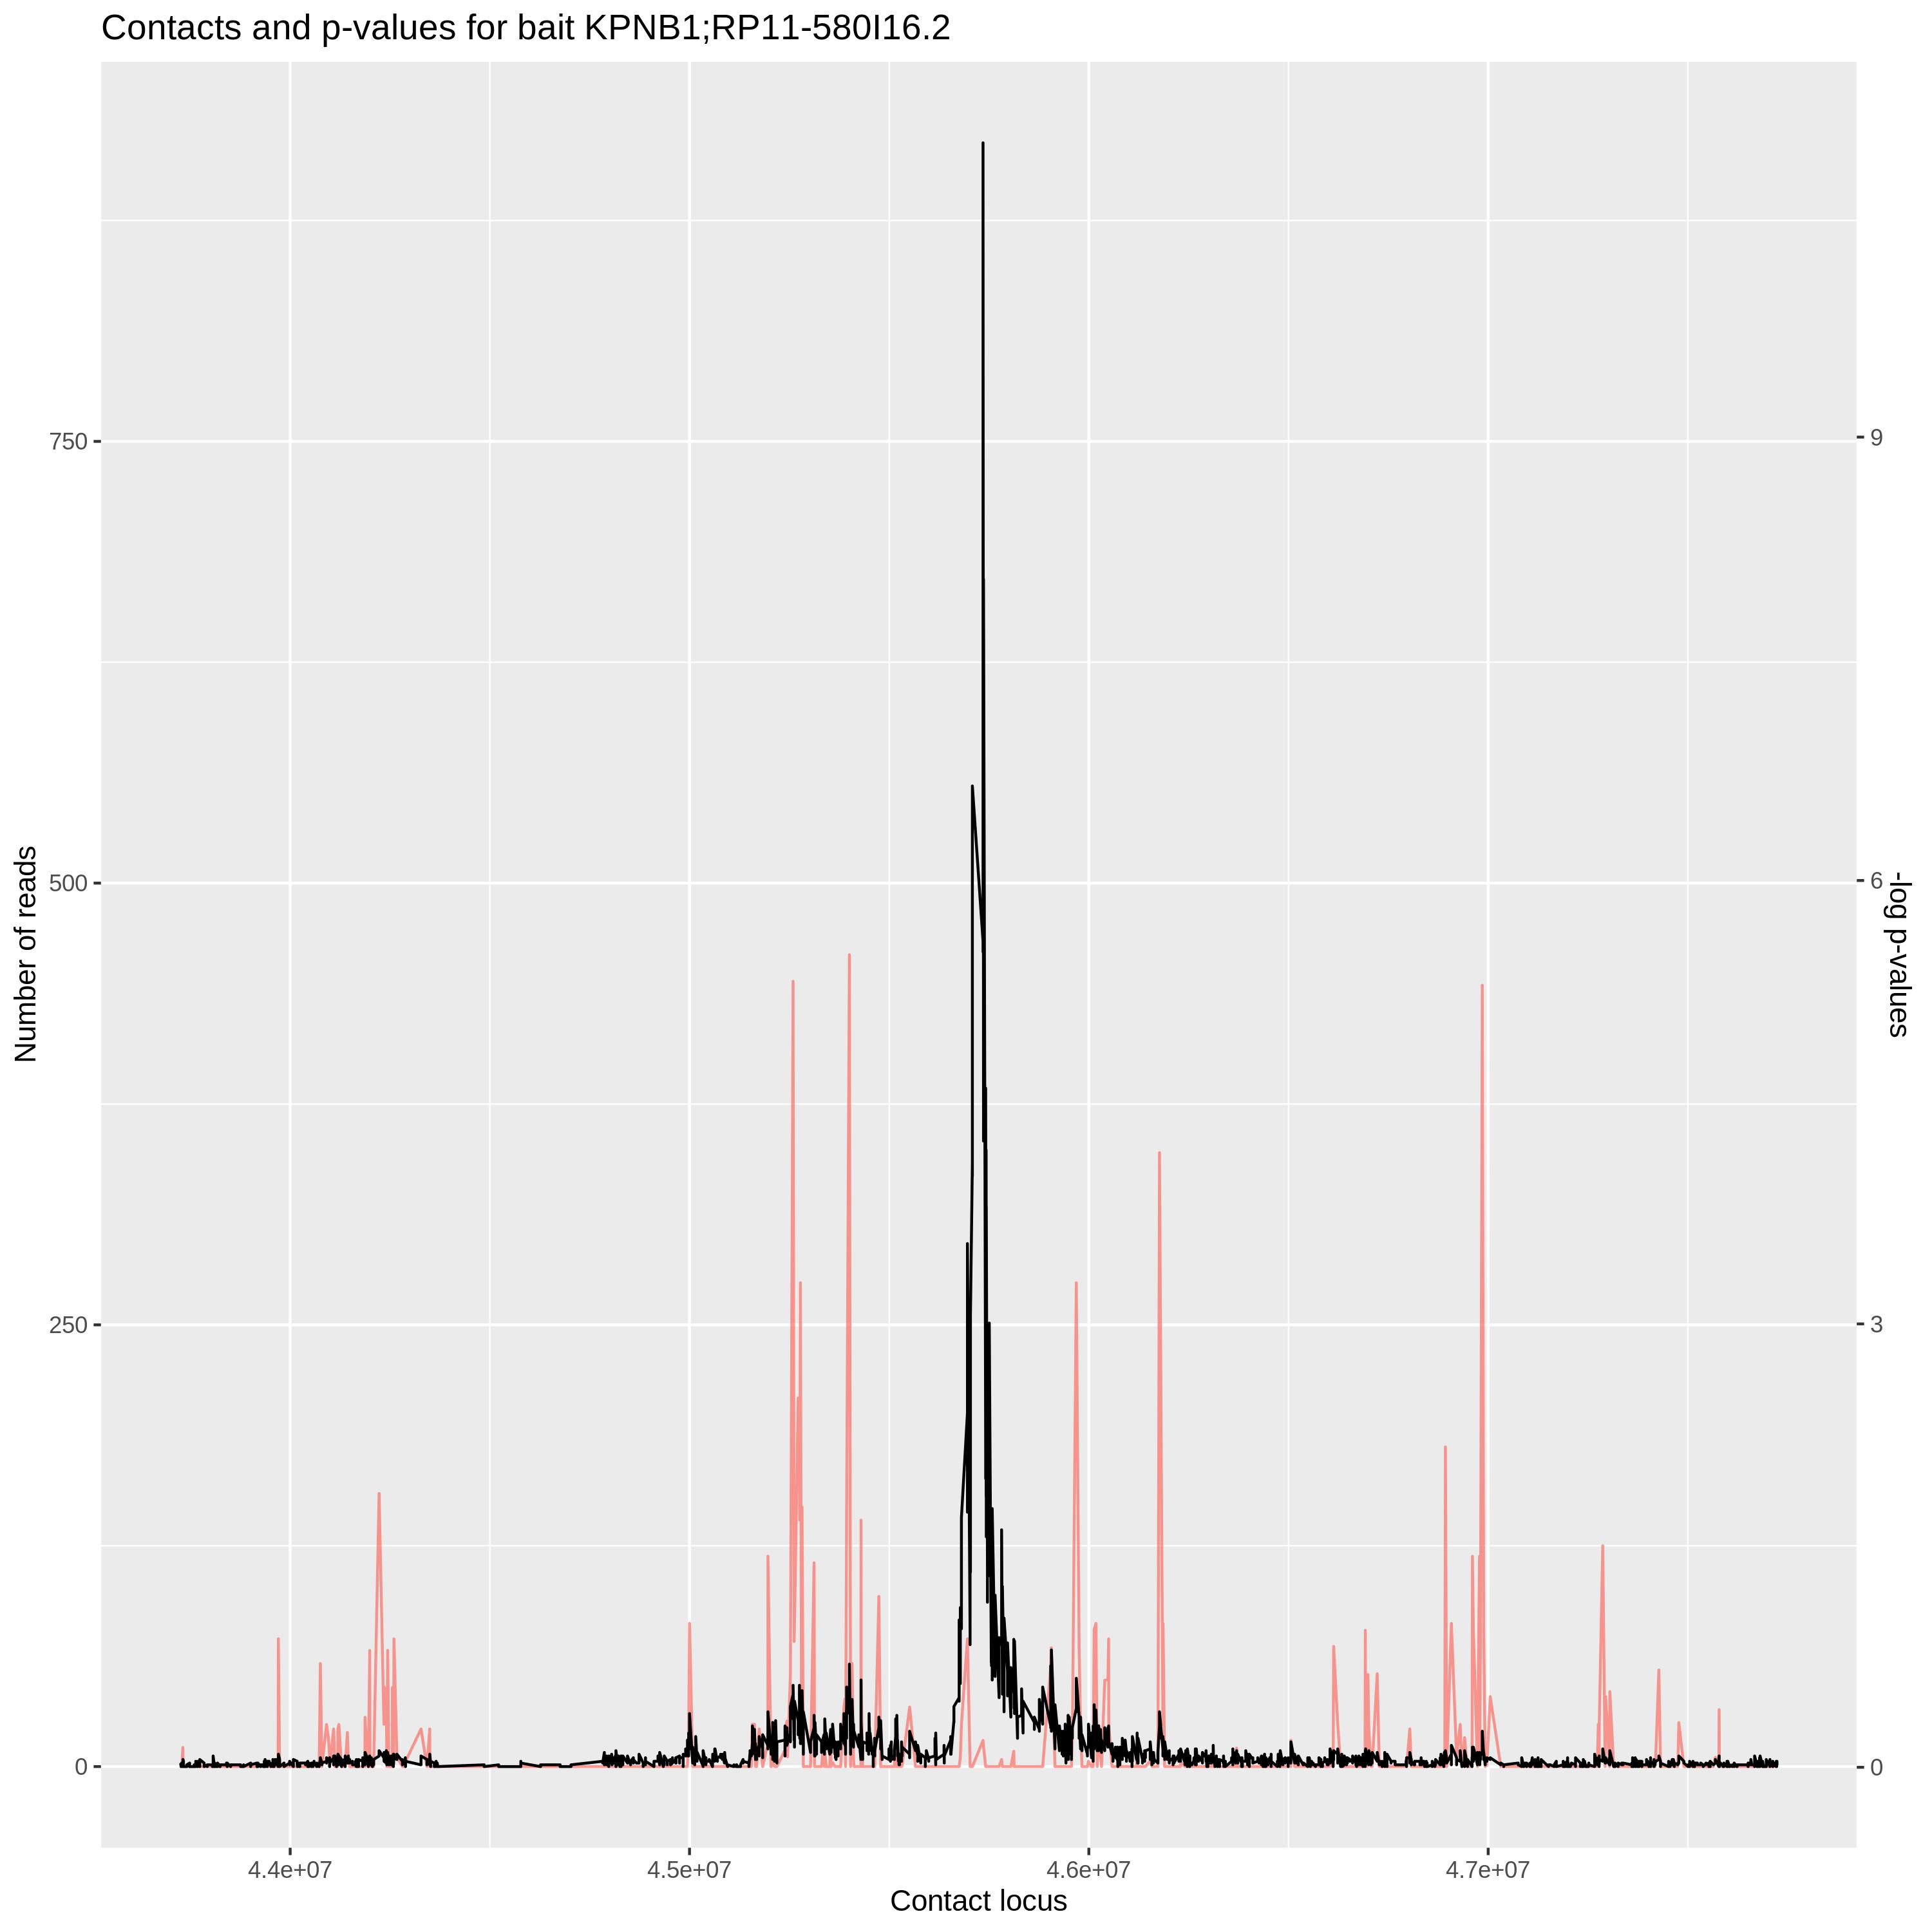 Contacts and p-values for bait KPNB1;RP11-580I16.2
750
500
250
0
Number of reads
9
6
3
0
-log p-values
4.4e+07
4.5e+07
4.6e+07
4.7e+07
Contact locus